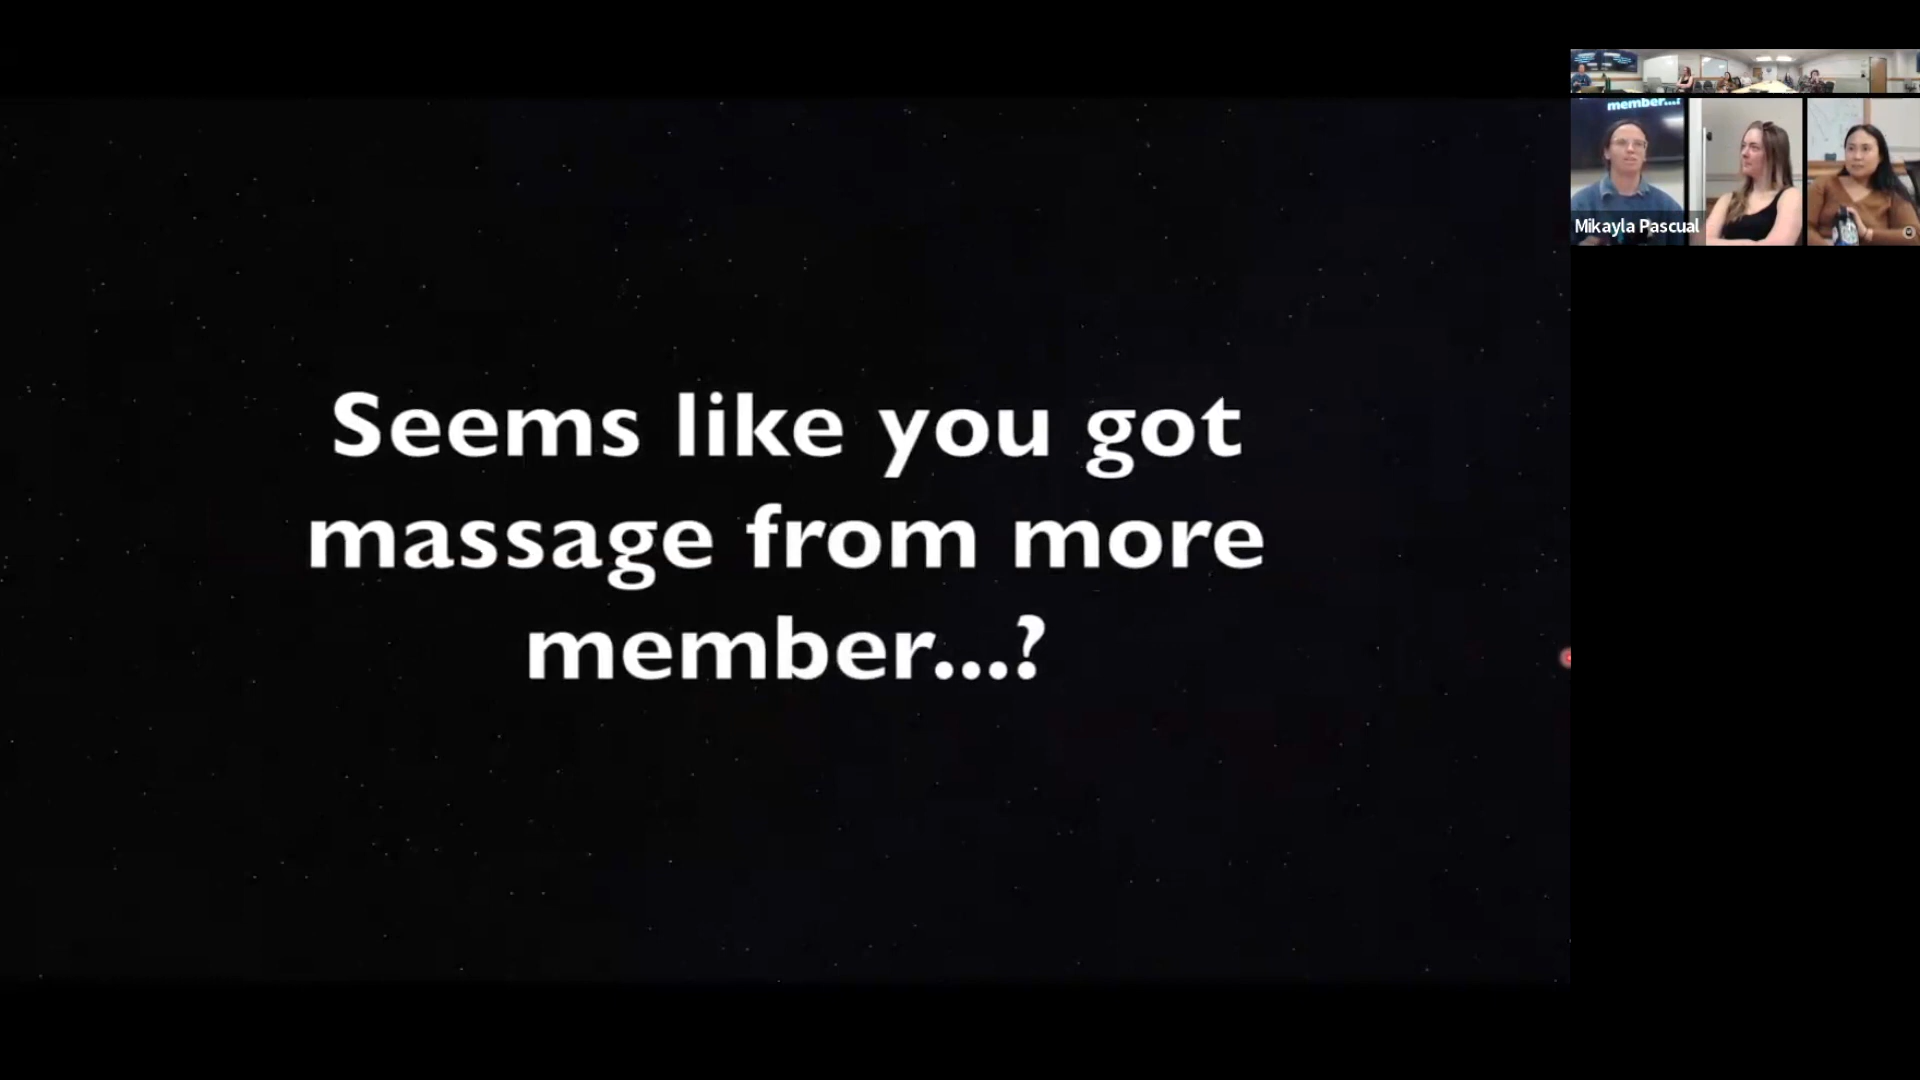 Seems like you got
massage from more
member...?
member...?
Mikayla Pascual